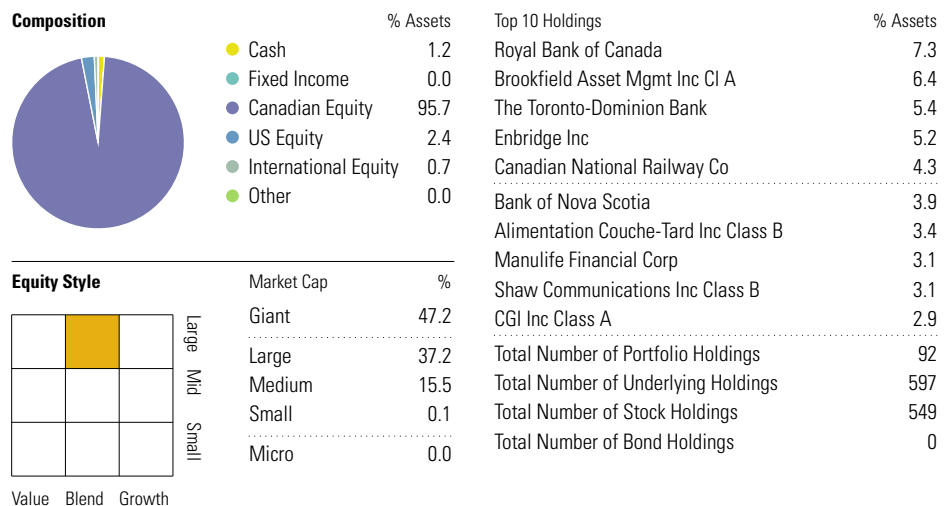 Composition % Assets
Cash 1.2
Fixed Income 0.0
Canadian Equity 95.7
US Equity 2.4
International Equity 0.7
Other 0.0
Equity Style
Large
Mid
Small
Value Blend Growth
Market Cap %
Giant 47.2
Large 37.2
Medium 15.5
Small 0.1
Micro 0.0
Top 10 Holdings % Assets
Royal Bank of Canada 7.3
Brookfield Asset Mgmt Inc Cl A 6.4
The Toronto-Dominion Bank 5.4
Enbridge Inc 5.2
Canadian National Railway Co 4.3
Bank of Nova Scotia 3.9
Alimentation Couche-Tard Inc Class B 3.4
Manulife Financial Corp 3.1
Shaw Communications Inc Class B 3.1
CGI Inc Class A 2.9
Total Number of Portfolio Holdings 92
Total Number of Underlying Holdings 597
Total Number of Stock Holdings 549
Total Number of Bond Holdings 0